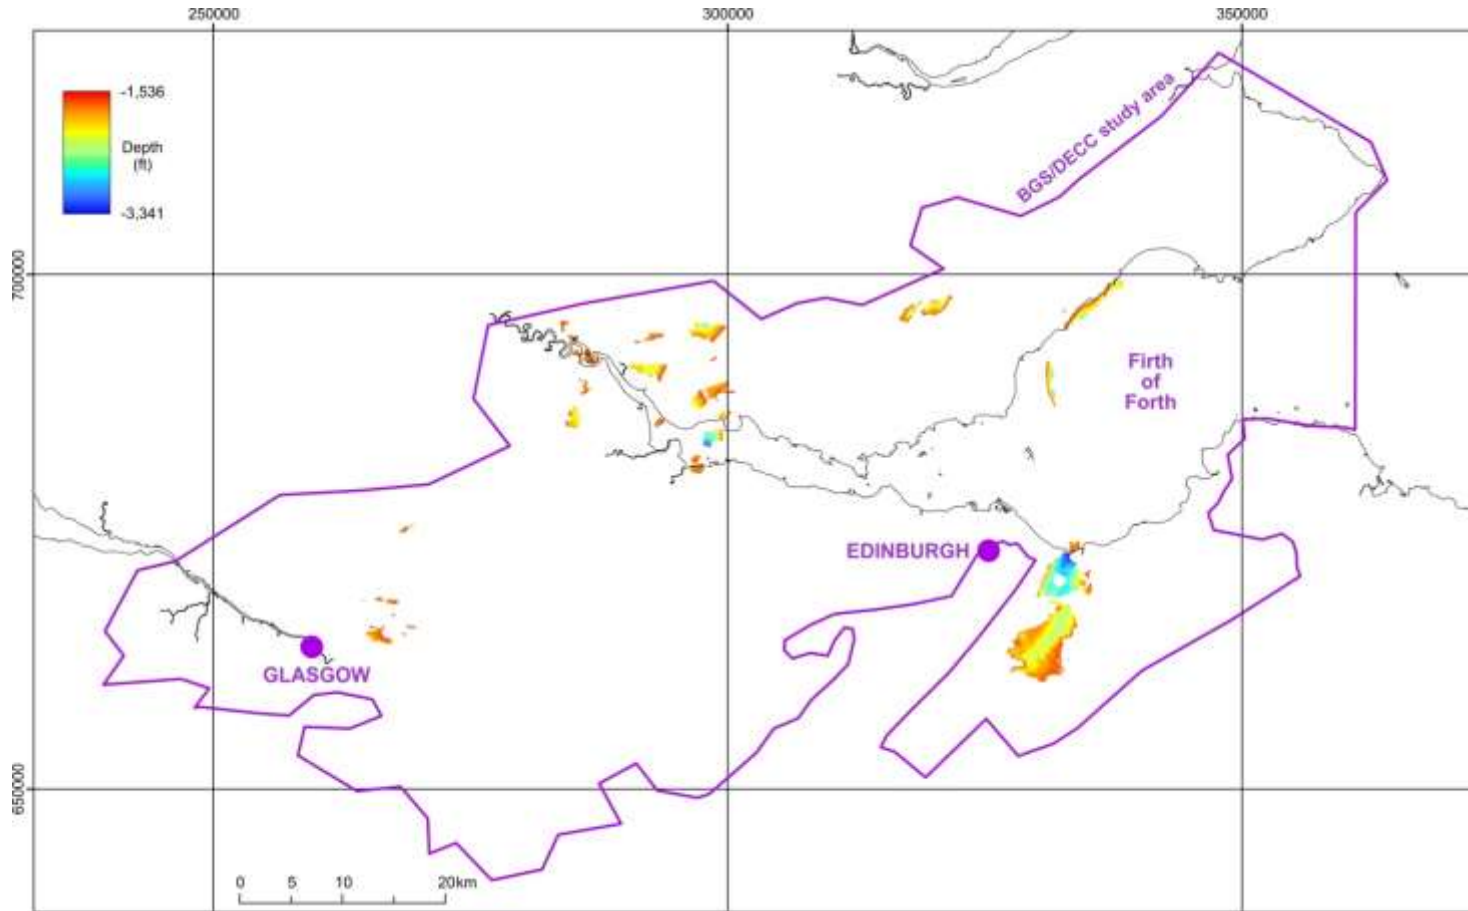 250000
300000
350000
-1,536
Depth
(ft)
-3,341
BGS/DECC study area
700000
Firth
of
Forth
EDINBURGH
GLASGOW
650000
0 5 10 20km